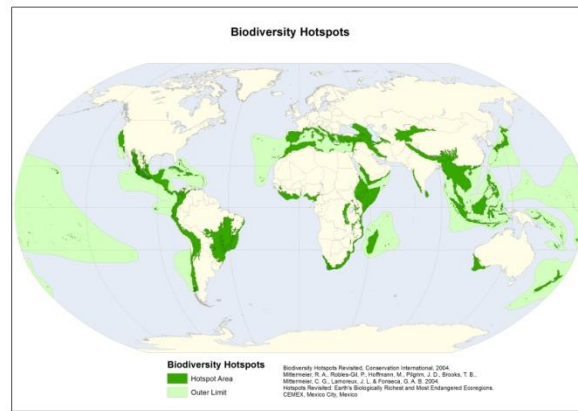 Biodiversity Hotspots
Biodiversity Hotspots
Hotspot Area
Outer Limit
Biodiversity Hotspots Revisited, Conservation International, 2004.
Mittermeier, R. A., Robles-Gil, P., Hoffmann, M., Pilgrim, J. D., Brooks, T. B.,
Mittermeier, C. G., Lamoreux, J. L. & Fonseca, G. A. B. 2004.
Hotspots Revisited: Earth's Biologically Richest and Most Endangered Ecoregions.
CEMEX, Mexico City, Mexico